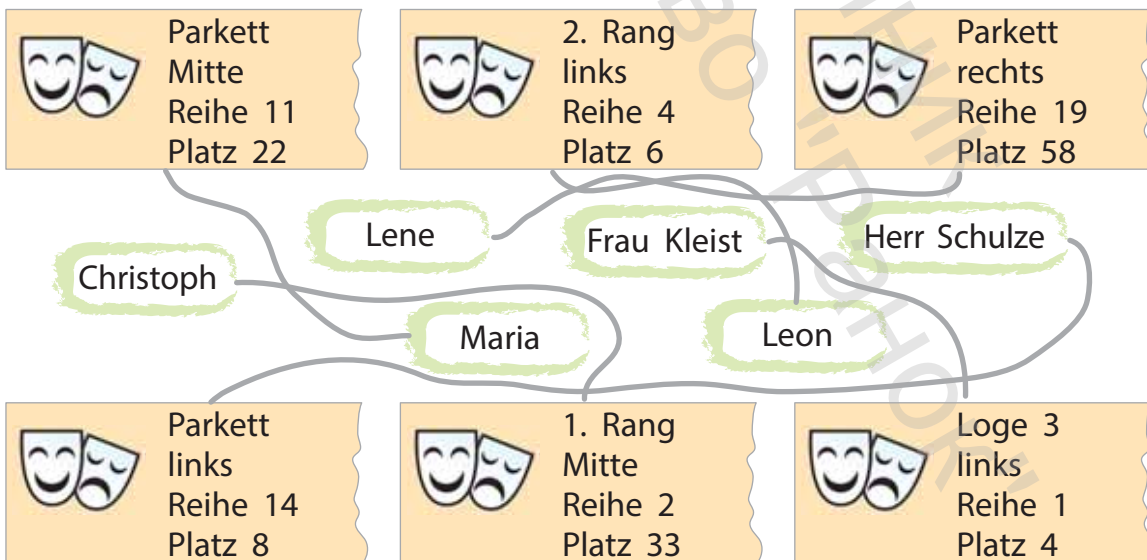 Parkett
Mitte
Reihe 11
Platz 22
2. Rang
links
Reihe 4
Platz 6
Parkett
rechts
Reihe 19
Platz 58
Lene
Frau Kleist
Herr Schulze
Christoph
Maria
Leon
Parkett
links
Reihe 14
Platz 8
1. Rang
Mitte
Reihe 2
Platz 33
Loge 3
links
Reihe 1
Platz 4